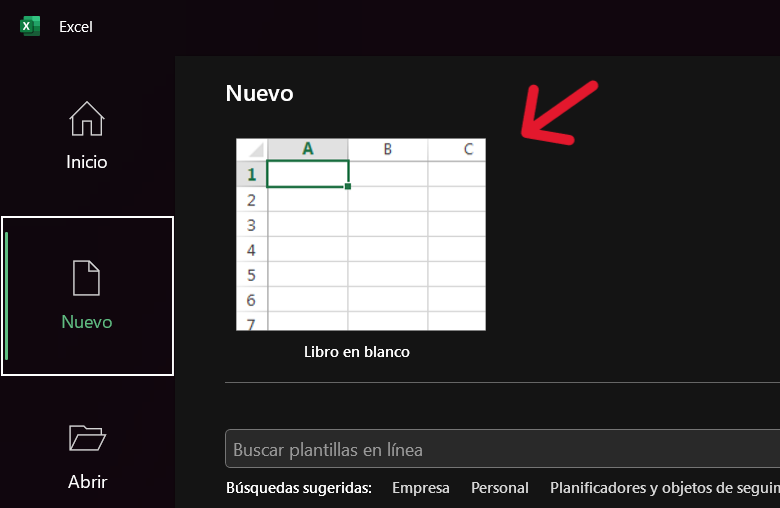 Excel
Inicio
Nuevo
Abrir
Nuevo
A B C
1
2
3
4
5
6
7
Libro en blanco
Buscar plantillas en línea
Búsquedas sugeridas: Empresa Personal Planificadores y objetos de seguim